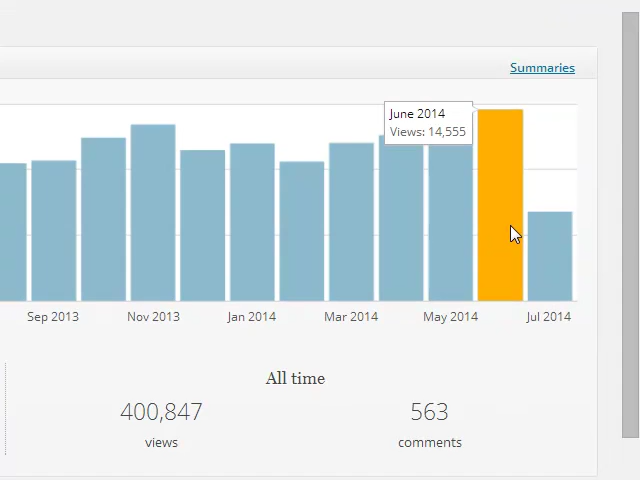 Summaries
June 2014
Views: 14,555
Sep 2013 Nov 2013 Jan 2014 Mar 2014 May 2014 Jul 2014
All time
400,847 563
views comments